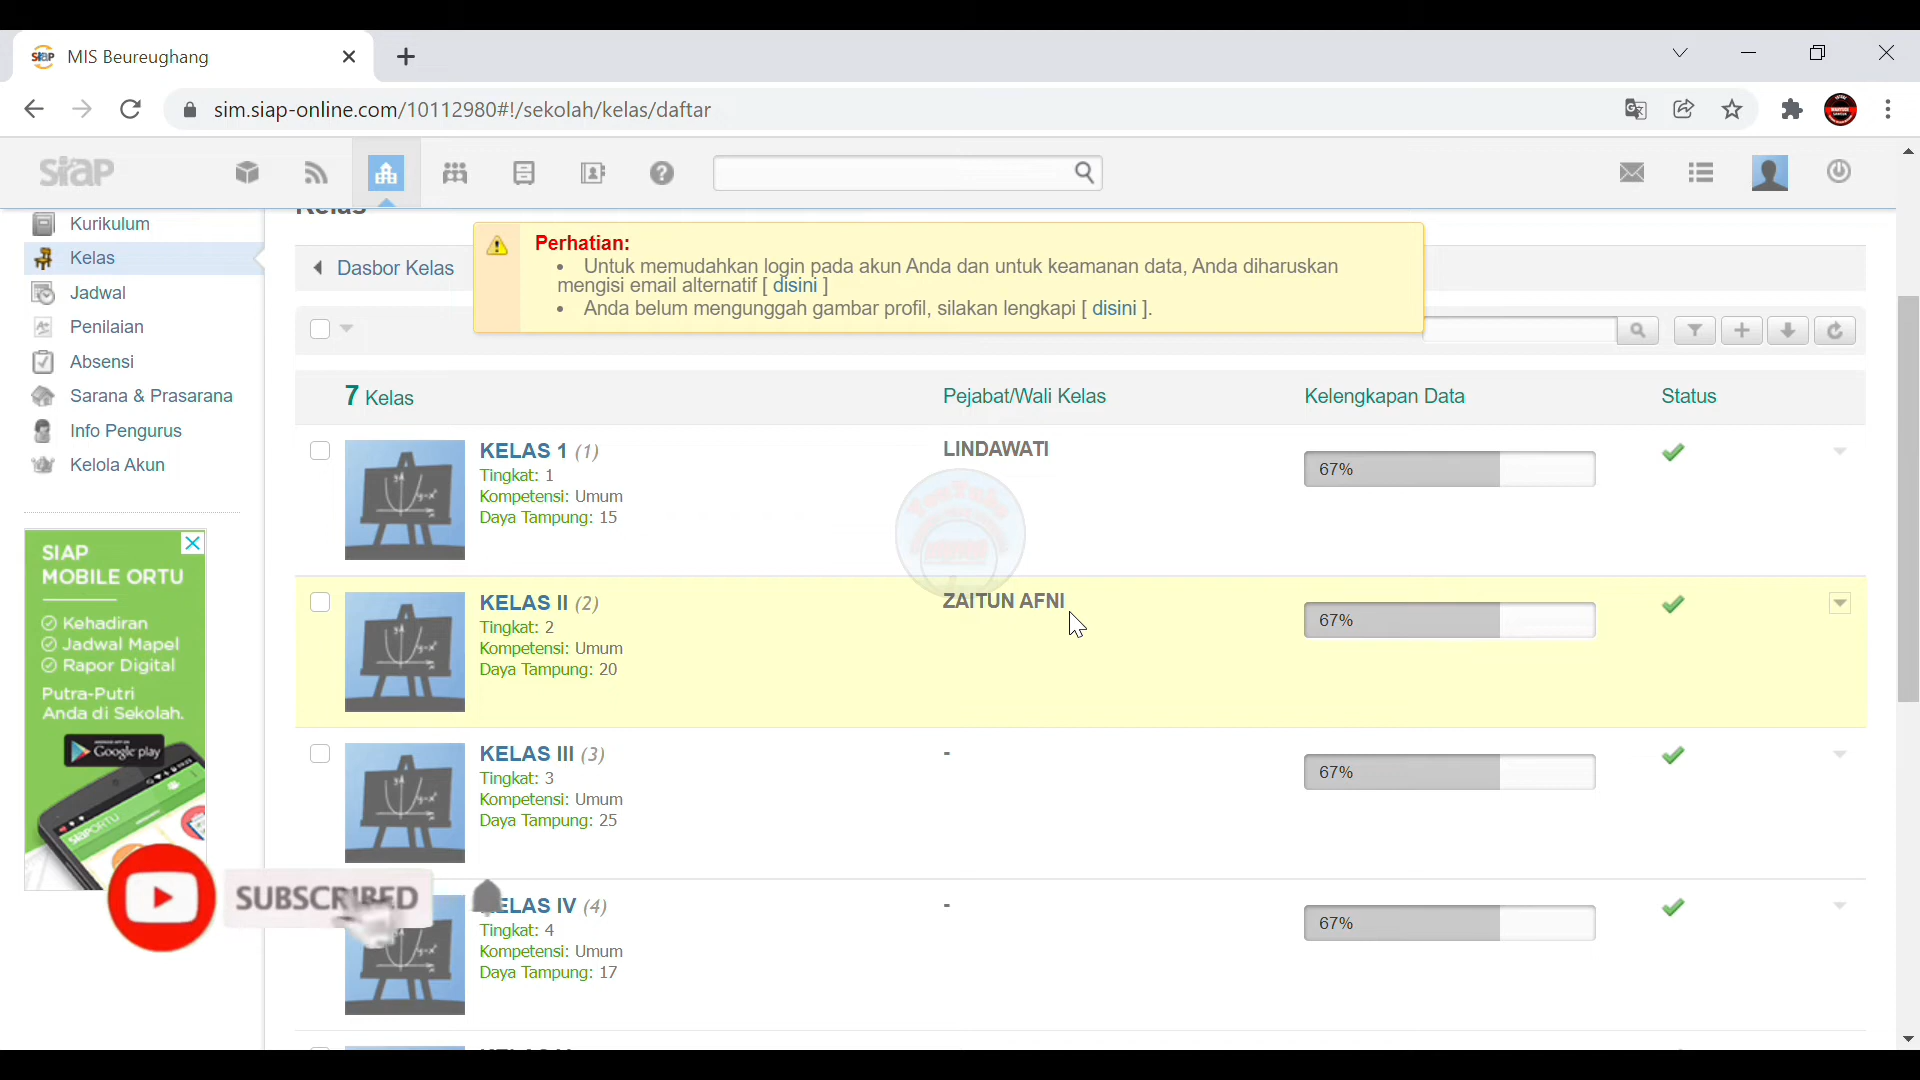 MIS Beureughang
sim.siap-online.com/10112980#!/sekolah/kelas/daftar
siap
Kurikulum
Kelas
Jadwal
Penilaian
Absensi
Sarana & Prasarana
Info Pengurus
Kelola Akun
SIAP
MOBILE ORTU
Kehadiran
Jadwal Mapel
Rapor Digital
Putra-Putri
Anda di Sekolah.
Google play
SUBSCRIBED
Kelas
Dasbor Kelas
Perhatian:
• Untuk memudahkan login pada akun Anda dan untuk keamanan data, Anda diharuskan
mengisi email alternatif [ disini ]
• Anda belum mengunggah gambar profil, silakan lengkapi [ disini ].
7 Kelas Pejabat/Wali Kelas Kelengkapan Data Status
KELAS 1 (1) LINDAWATI 67%
Tingkat: 1
Kompetensi: Umum
Daya Tampung: 15
KELAS II (2) ZAITUN AFNI 67%
Tingkat: 2
Kompetensi: Umum
Daya Tampung: 20
KELAS III (3) - 67%
Tingkat: 3
Kompetensi: Umum
Daya Tampung: 25
KELAS IV (4) - 67%
Tingkat: 4
Kompetensi: Umum
Daya Tampung: 17